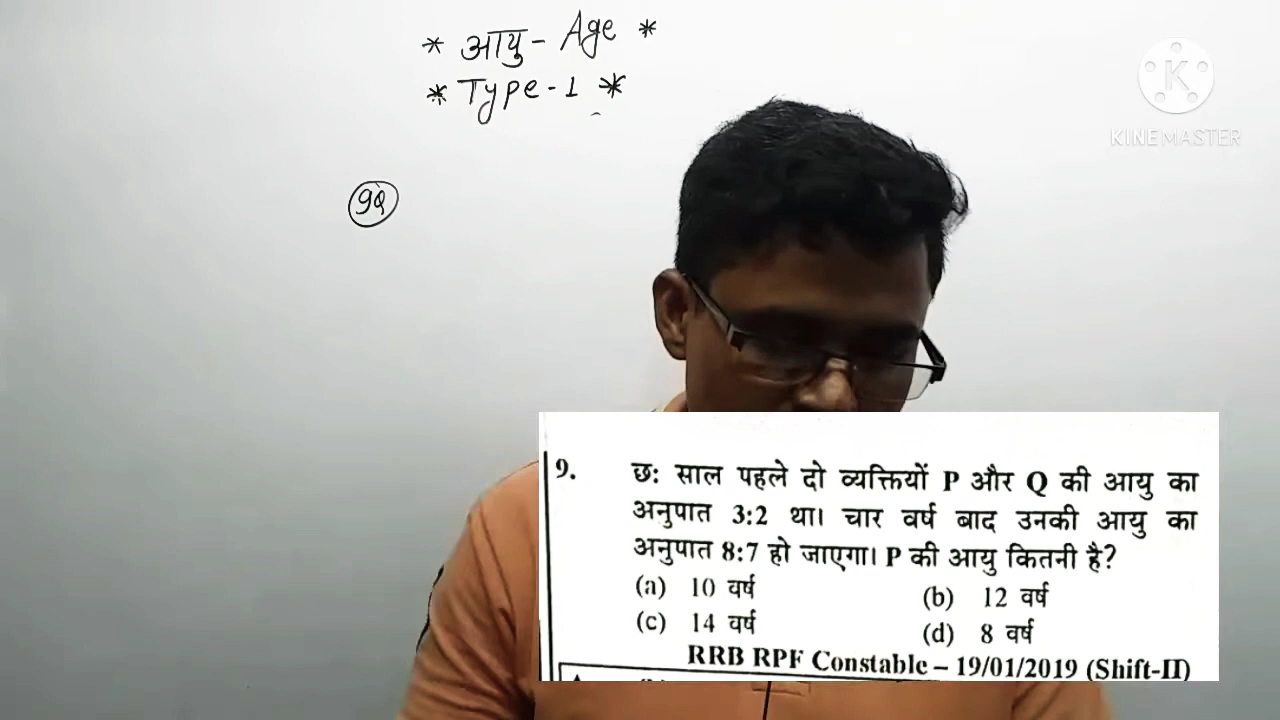 * आयु - Age *
* Type - 1 *
KINEMASTER
9Q
9. छः साल पहले दो व्यक्तियों P और Q की आयु का
अनुपात 3:2 था। चार वर्ष बाद उनकी आयु का
अनुपात 8:7 हो जाएगा। P की आयु कितनी है?
(a) 10 वर्ष (b) 12 वर्ष
(c) 14 वर्ष (d) 8 वर्ष
RRB RPF Constable – 19/01/2019 (Shift-II)